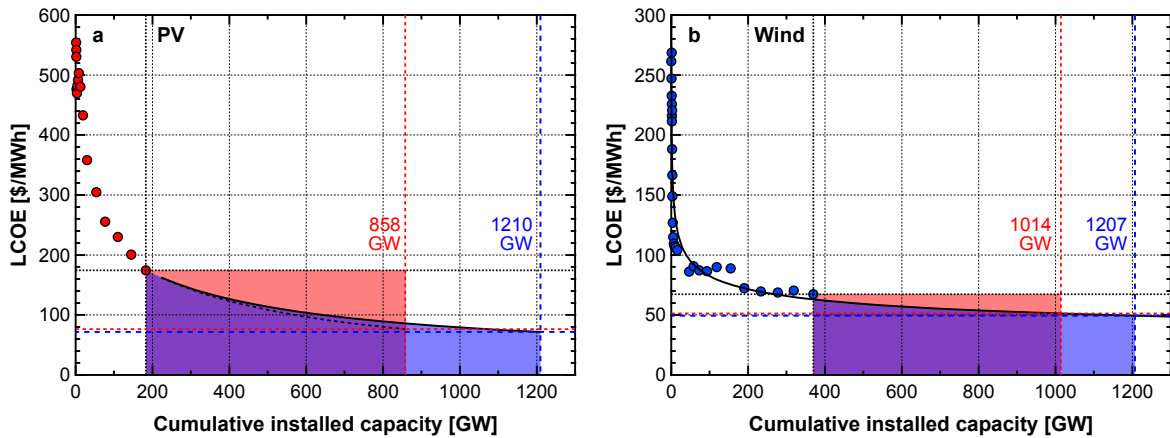 a PV
LCOE [$/MWh]
600
500
400
300
200
100
0
858
GW
1210
GW
0 200 400 600 800 1000 1200
Cumulative installed capacity [GW]
b Wind
LCOE [$/MWh]
300
250
200
150
100
50
0
1014
GW
1207
GW
0 200 400 600 800 1000 1200
Cumulative installed capacity [GW]